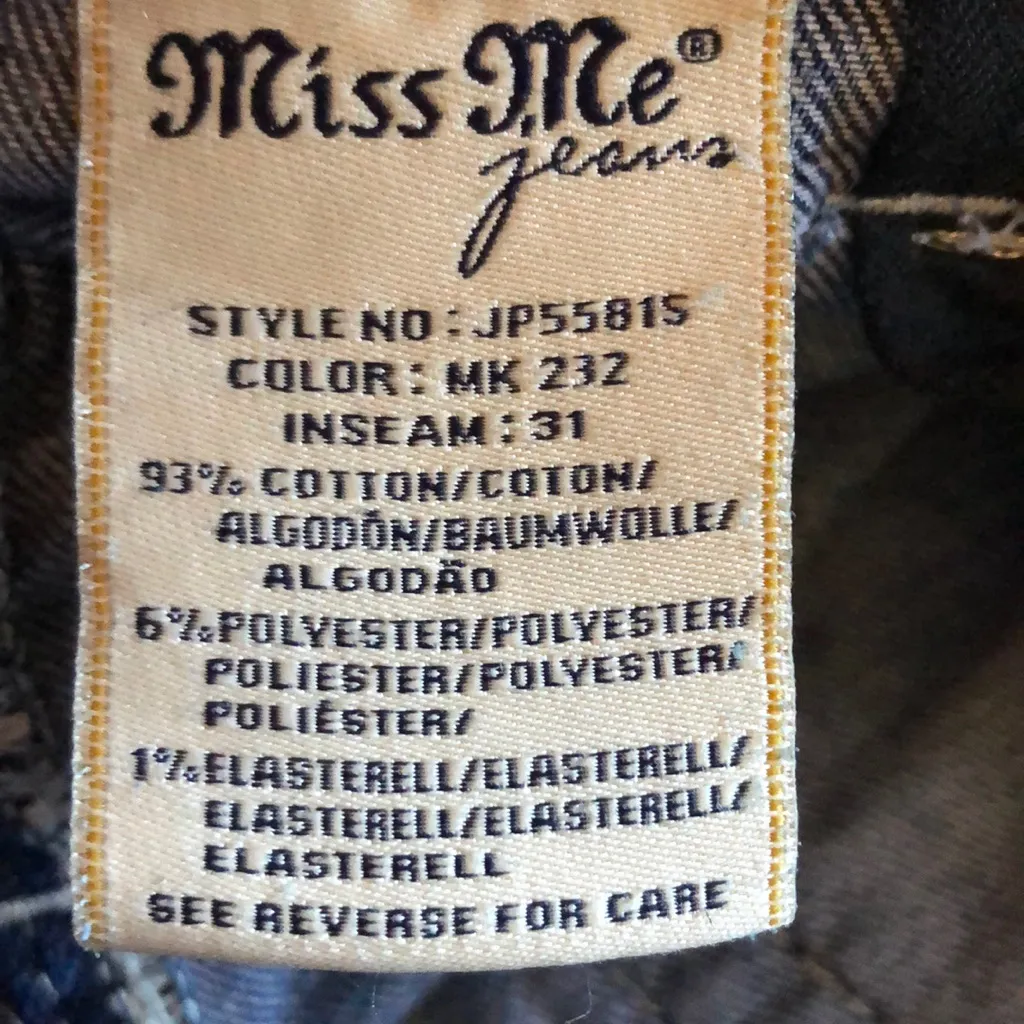 Miss Me®
jeans
STYLE NO : JP5581S
COLOR : MK 232
INSEAM : 31
93% COTTON/COTON/
ALGODÓN/BAUMWOLLE/
ALGODÃO
6% POLYESTER/POLYESTER/
POLIESTER/POLYESTER/
POLIÉSTER/
1% ELASTERELL/ELASTERELL/
ELASTERELL/ELASTERELL/
ELASTERELL
SEE REVERSE FOR CARE